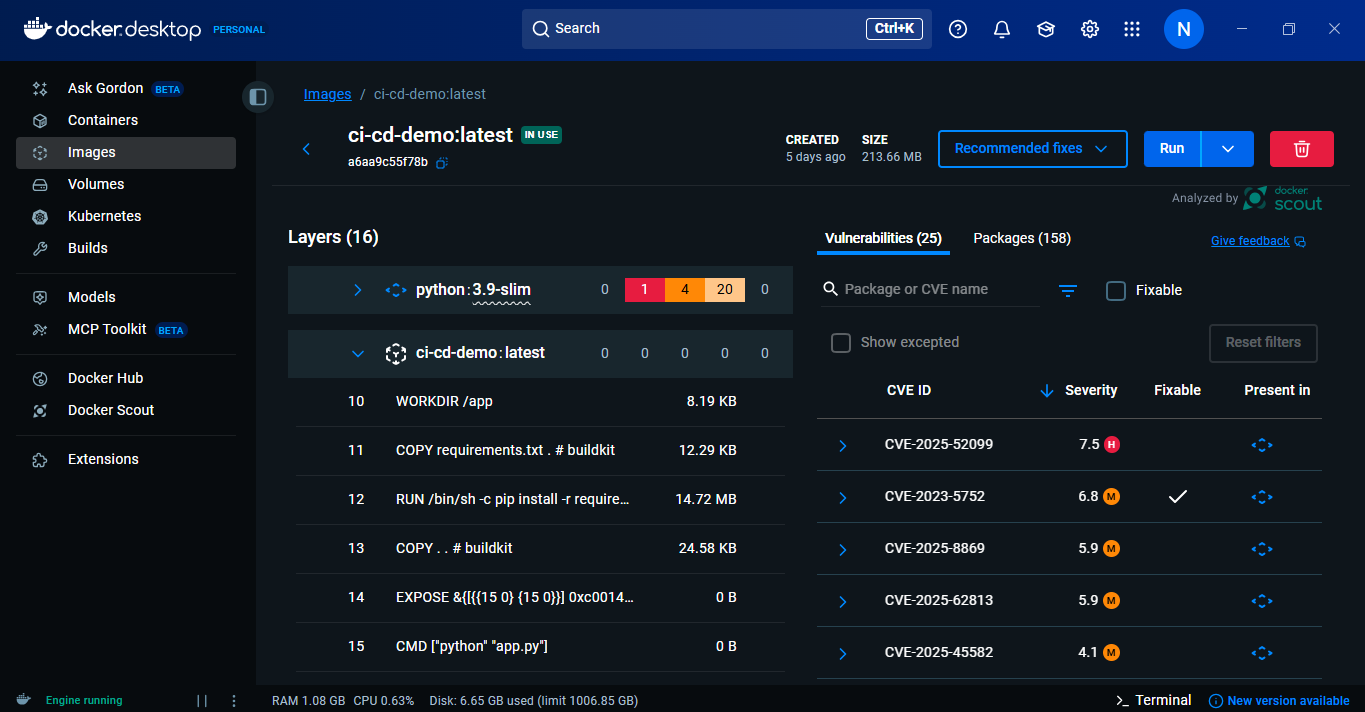 docker.desktop PERSONAL
Search Ctrl+K
N
Ask Gordon BETA
Containers
Images
Volumes
Kubernetes
Builds
Models
MCP Toolkit BETA
Docker Hub
Docker Scout
Extensions
Images / ci-cd-demo:latest
ci-cd-demo:latest IN USE
a6aa9c55f78b
CREATED
5 days ago
SIZE
213.66 MB
Recommended fixes
Run
Analyzed by docker scout
Layers (16)
python:3.9-slim 0 1 4 20 0
ci-cd-demo:latest 0 0 0 0 0
10 WORKDIR /app 8.19 KB
11 COPY requirements.txt . # buildkit 12.29 KB
12 RUN /bin/sh -c pip install -r require... 14.72 MB
13 COPY . . # buildkit 24.58 KB
14 EXPOSE &{[{{15 0} {15 0}}] 0xc0014... 0 B
15 CMD ["python" "app.py"] 0 B
Vulnerabilities (25) Packages (158)
Give feedback
Package or CVE name
Fixable
Show excepted
Reset filters
CVE ID Severity Fixable Present in
CVE-2025-52099 7.5 H
CVE-2023-5752 6.8 M
CVE-2025-8869 5.9 M
CVE-2025-62813 5.9 M
CVE-2025-45582 4.1 M
Engine running
RAM 1.08 GB CPU 0.63% Disk: 6.65 GB used (limit 1006.85 GB)
>_ Terminal
New version available